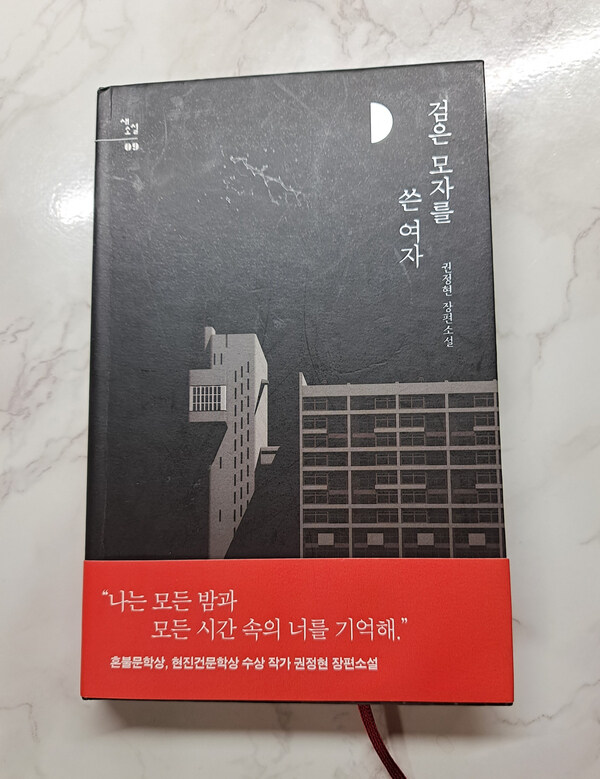 새소설
09
검은 모자를
쓴 여자
권정현 장편소설
“나는 모든 밤과
모든 시간 속의 너를 기억해.”
혼불문학상, 현진건문학상 수상 작가 권정현 장편소설